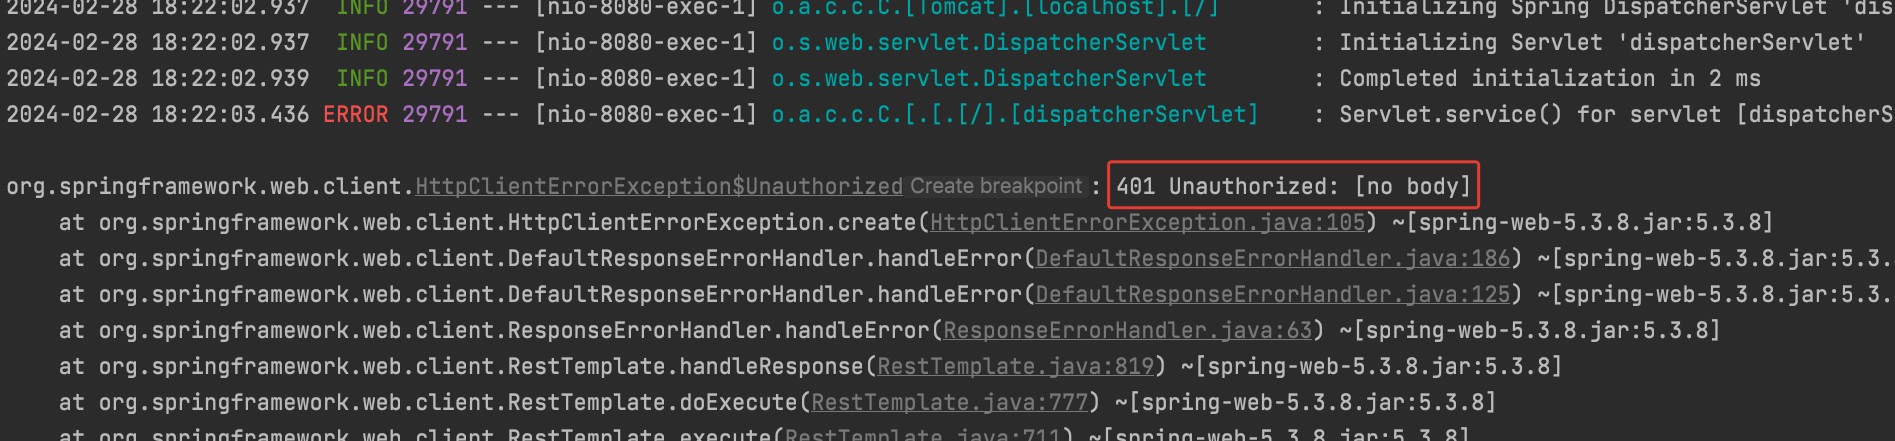 2024-02-28 18:22:02.937  INFO 29791 --- [nio-8080-exec-1] o.a.c.c.C.[Tomcat].[localhost].[/]       : Initializing Spring DispatcherServlet 'dis
2024-02-28 18:22:02.937  INFO 29791 --- [nio-8080-exec-1] o.s.web.servlet.DispatcherServlet        : Initializing Servlet 'dispatcherServlet'
2024-02-28 18:22:02.939  INFO 29791 --- [nio-8080-exec-1] o.s.web.servlet.DispatcherServlet        : Completed initialization in 2 ms
2024-02-28 18:22:03.436 ERROR 29791 --- [nio-8080-exec-1] o.a.c.c.C.[.[.[/].[dispatcherServlet]    : Servlet.service() for servlet [dispatcherS
org.springframework.web.client.HttpClientErrorException$Unauthorized Create breakpoint : 401 Unauthorized: [no body]
    at org.springframework.web.client.HttpClientErrorException.create(HttpClientErrorException.java:105) ~[spring-web-5.3.8.jar:5.3.8]
    at org.springframework.web.client.DefaultResponseErrorHandler.handleError(DefaultResponseErrorHandler.java:186) ~[spring-web-5.3.8.jar:5.3.
    at org.springframework.web.client.DefaultResponseErrorHandler.handleError(DefaultResponseErrorHandler.java:125) ~[spring-web-5.3.8.jar:5.3.
    at org.springframework.web.client.ResponseErrorHandler.handleError(ResponseErrorHandler.java:63) ~[spring-web-5.3.8.jar:5.3.8]
    at org.springframework.web.client.RestTemplate.handleResponse(RestTemplate.java:819) ~[spring-web-5.3.8.jar:5.3.8]
    at org.springframework.web.client.RestTemplate.doExecute(RestTemplate.java:777) ~[spring-web-5.3.8.jar:5.3.8]
    at org.springframework.web.client.RestTemplate.execute(RestTemplate.java:711) ~[spring-web-5.3.8.jar:5.3.8]